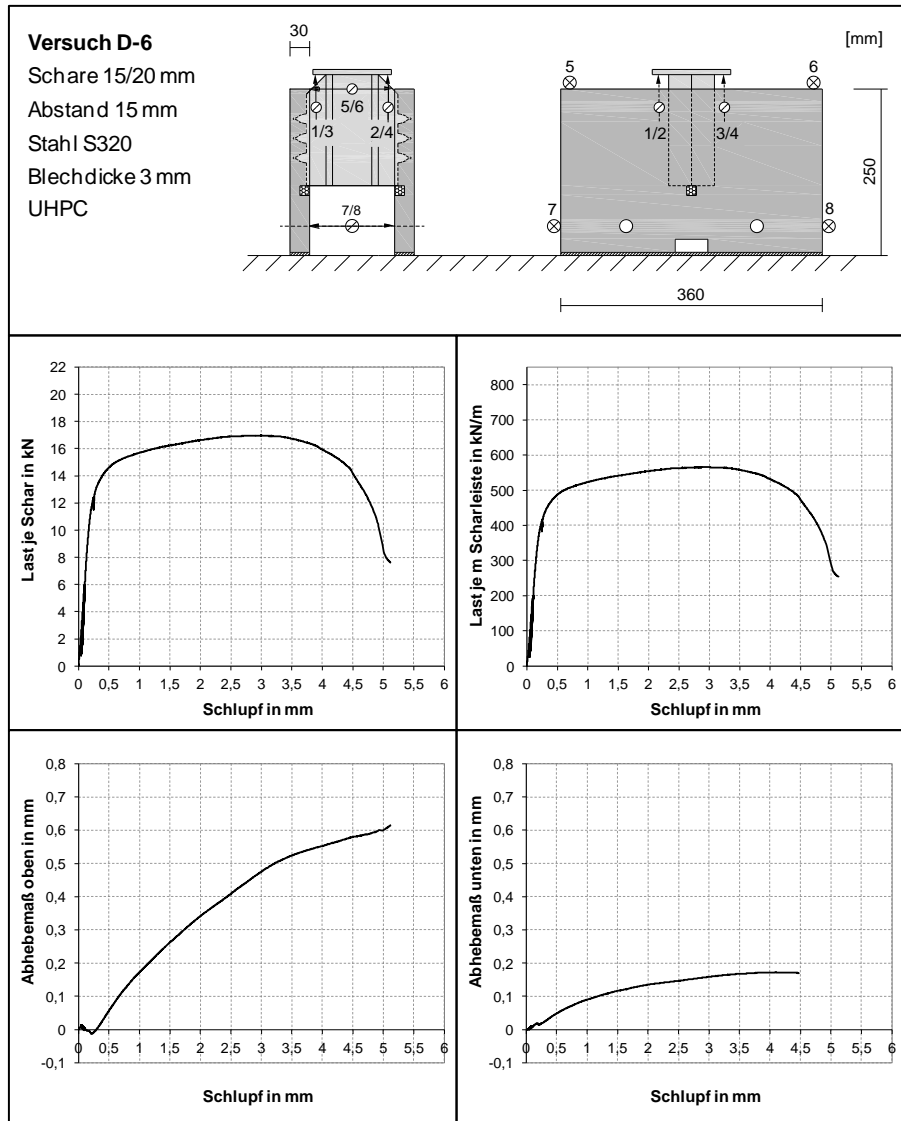 Versuch D-6
Schare 15/20 mm
Abstand 15 mm
Stahl S320
Blechdicke 3 mm
UHPC
30
5/6
1/3
2/4
7/8
[mm]
5
6
1/2
3/4
7
8
250
360
Last je Schar in kN
22
20
18
16
14
12
10
8
6
4
2
0
0 0,5 1 1,5 2 2,5 3 3,5 4 4,5 5 5,5 6
Schlupf in mm
Last je m Scharleiste in kN/m
800
700
600
500
400
300
200
100
0
0 0,5 1 1,5 2 2,5 3 3,5 4 4,5 5 5,5 6
Schlupf in mm
Abhebemaß oben in mm
0,8
0,7
0,6
0,5
0,4
0,3
0,2
0,1
0
-0,1
0 0,5 1 1,5 2 2,5 3 3,5 4 4,5 5 5,5 6
Schlupf in mm
Abhebemaß unten in mm
0,8
0,7
0,6
0,5
0,4
0,3
0,2
0,1
0
-0,1
0 0,5 1 1,5 2 2,5 3 3,5 4 4,5 5 5,5 6
Schlupf in mm